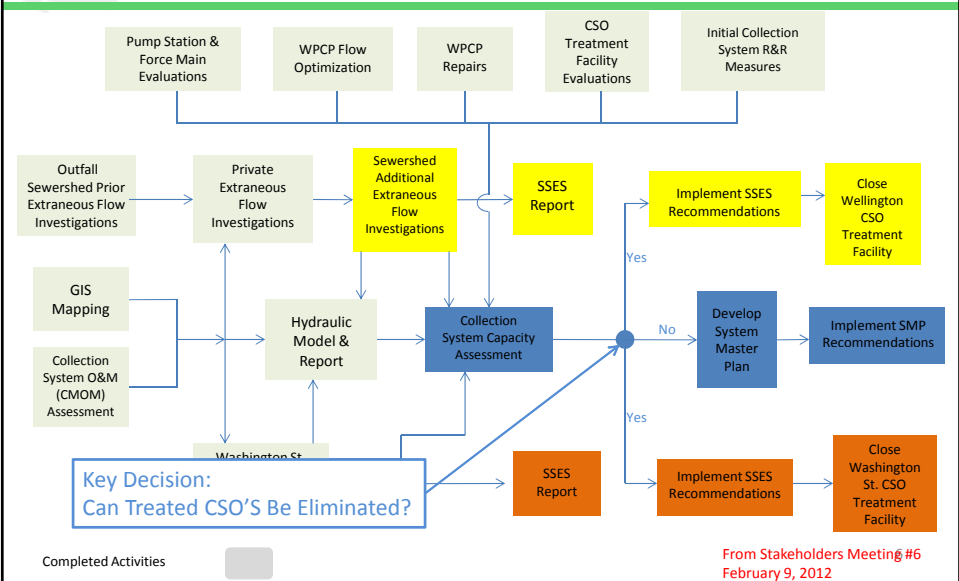 Pump Station &
Force Main
Evaluations
WPCP Flow
Optimization
WPCP
Repairs
CSO
Treatment
Facility
Evaluations
Initial Collection
System R&R
Measures
Outfall
Sewershed Prior
Extraneous Flow
Investigations
Private
Extraneous
Flow
Investigations
Sewershed
Additional
Extraneous
Flow
Investigations
SSES
Report
Implement SSES
Recommendations
Close
Wellington
CSO
Treatment
Facility
Yes
GIS
Mapping
Hydraulic
Model &
Report
Collection
System Capacity
Assessment
No
Develop
System
Master
Plan
Implement SMP
Recommendations
Collection
System O&M
(CMOM)
Assessment
Yes
Washington St.
Key Decision:
Can Treated CSO'S Be Eliminated?
SSES
Report
Implement SSES
Recommendations
Close
Washington
St. CSO
Treatment
Facility
Completed Activities
From Stakeholders Meeting #6
February 9, 2012